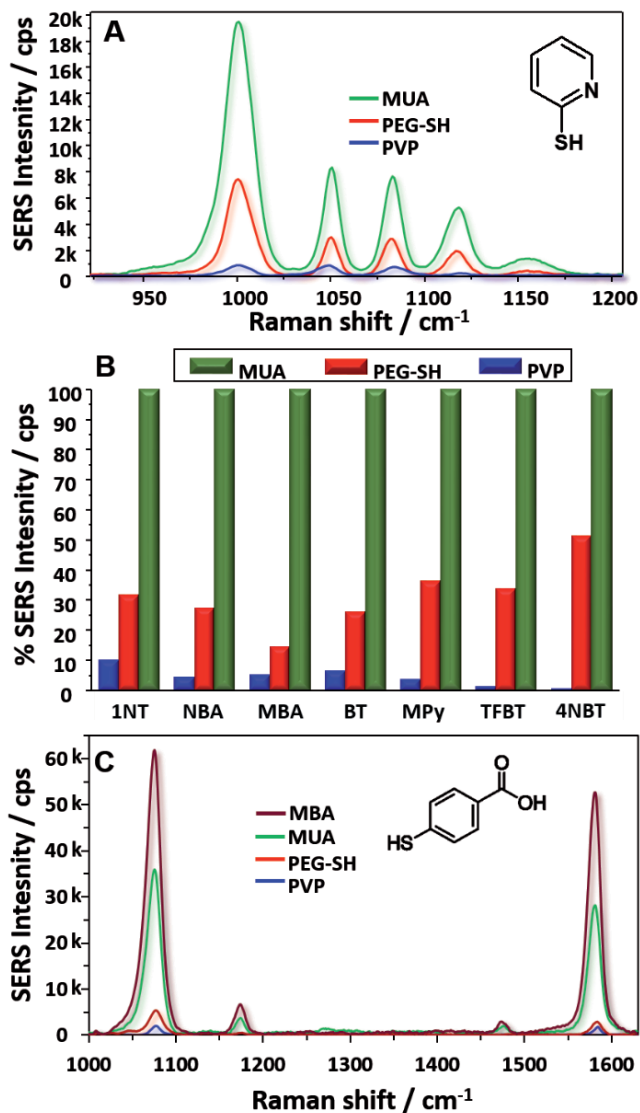 A
20k
18k
16k
14k
12k
10k
8k
6k
4k
2k
0
SERS Intesnity / cps
MUA
PEG-SH
PVP
N
SH
950 1000 1050 1100 1150 1200
Raman shift / cm-1
B
MUA PEG-SH PVP
100
90
80
70
60
50
40
30
20
10
0
% SERS Intesnity / cps
1NT NBA MBA BT MPy TFBT 4NBT
C
60 k
50 k
40 k
30 k
20 k
10 k
0
SERS Intesnity / cps
MBA
MUA
PEG-SH
PVP
O
OH
HS
1000 1100 1200 1300 1400 1500 1600
Raman shift / cm-1